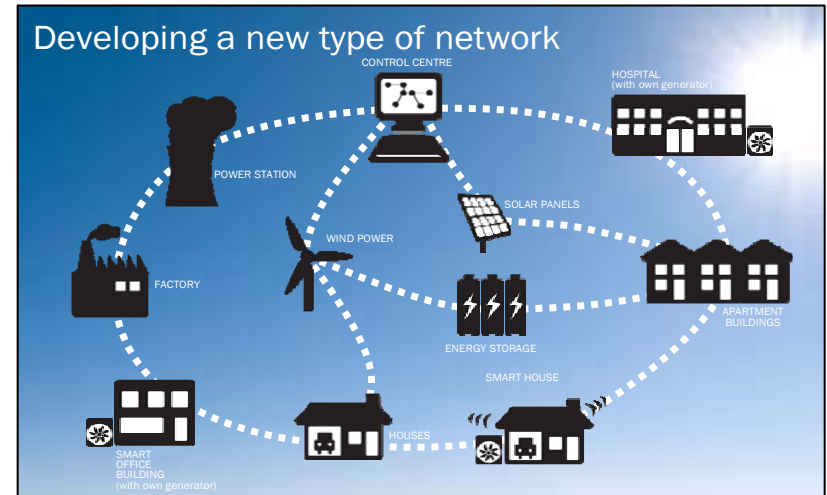 Developing a new type of network
CONTROL CENTRE
HOSPITAL
(with own generator)
POWER STATION
SOLAR PANELS
WIND POWER
FACTORY
APARTMENT
BUILDINGS
ENERGY STORAGE
SMART HOUSE
HOUSES
SMART
OFFICE
BUILDING
(with own generator)